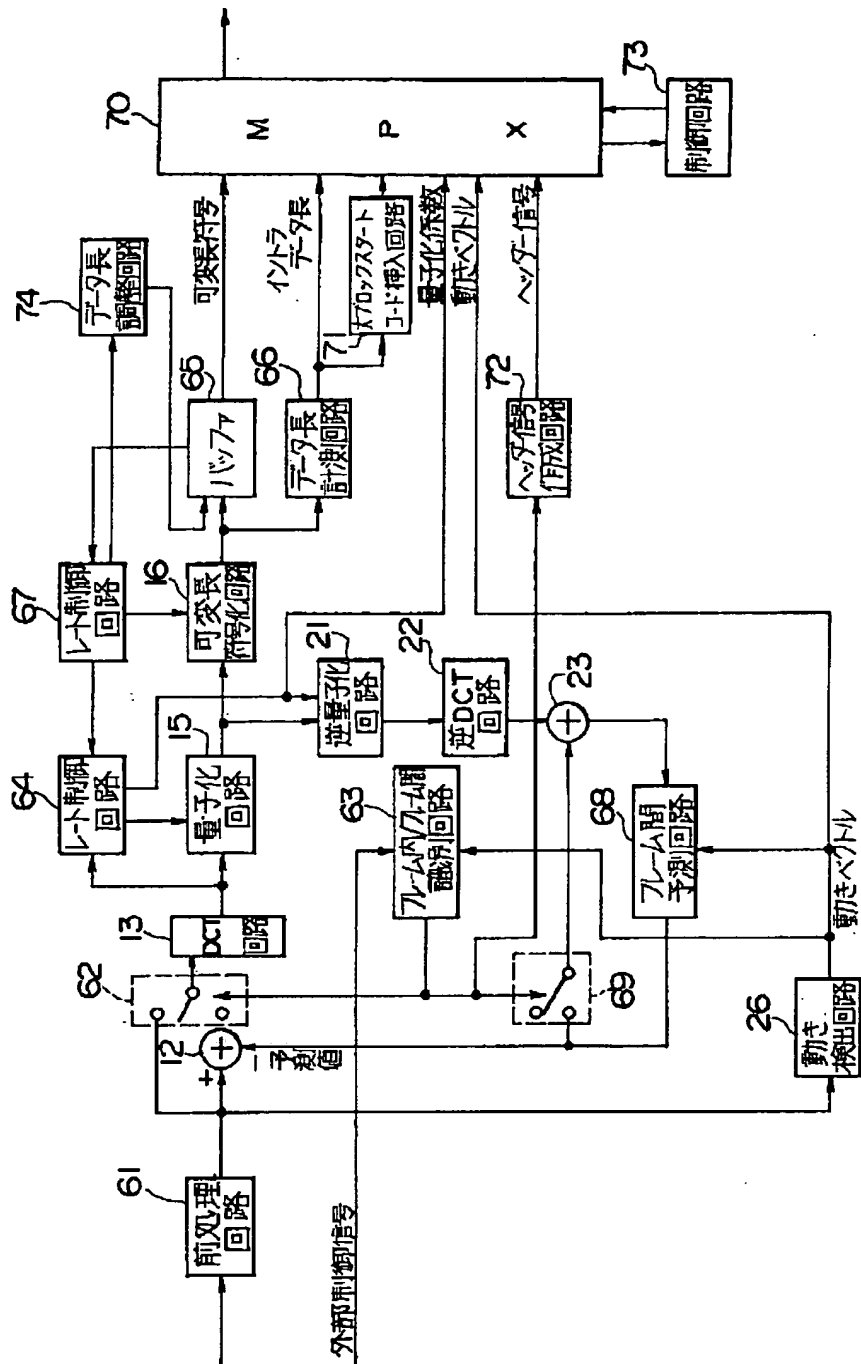 61
前処理
回路
外部制御信号
12
+
−
予測値
62
13
DCT
回路
64
レート制御
回路
15
量子化
回路
67
レート制御
回路
16
可変長
符号化回路
74
データ長
調整回路
65
バッファ
66
データ長
計測回路
可変長符号
イントラ
データ長
71
大ブロックスタート
コード挿入回路
量子化係数
動きベクトル
ヘッダー信号
72
ヘッダ信号
作成回路
70
M
P
X
73
制御回路
21
逆量子化
回路
22
逆DCT
回路
23
+
63
フレーム内/フレーム間
識別回路
68
フレーム間
予測回路
69
26
動き
検出回路
動きベクトル